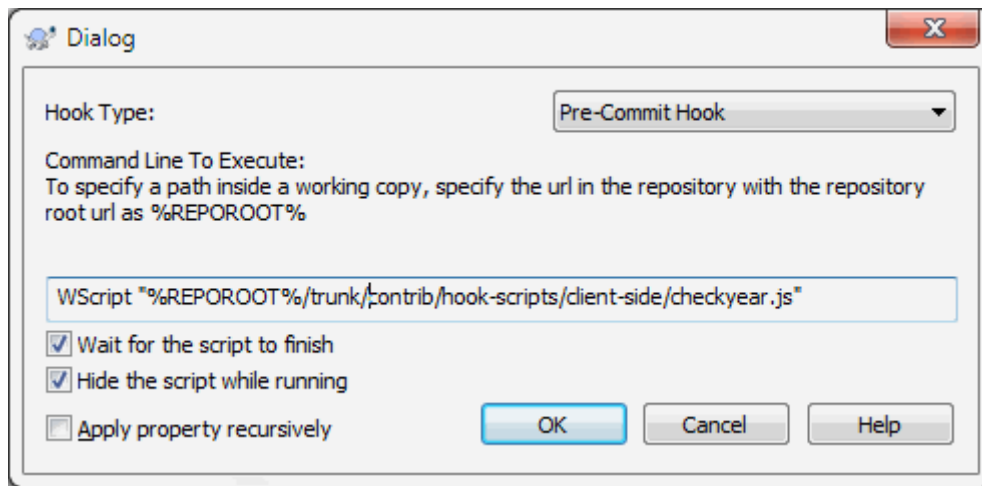 Dialog
Hook Type:
Pre-Commit Hook
Command Line To Execute:
To specify a path inside a working copy, specify the url in the repository with the repository
root url as %REPOROOT%
WScript "%REPOROOT%/trunk/contrib/hook-scripts/client-side/checkyear.js"
Wait for the script to finish
Hide the script while running
Apply property recursively
OK
Cancel
Help